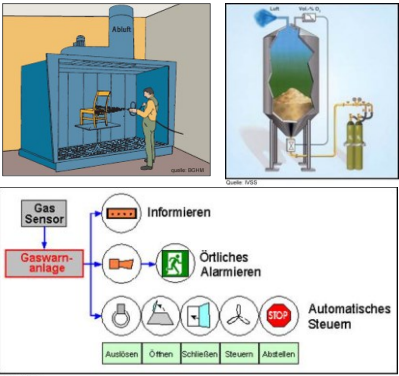 Abluft
quelle: BGHM
Luft
Vol.-% O₂
Quelle: IVSS
Gas
Sensor
Gaswarn-
anlage
Informieren
Örtliches
Alarmieren
STOP
Automatisches
Steuern
Auslösen Öffnen Schließen Steuern Abstellen